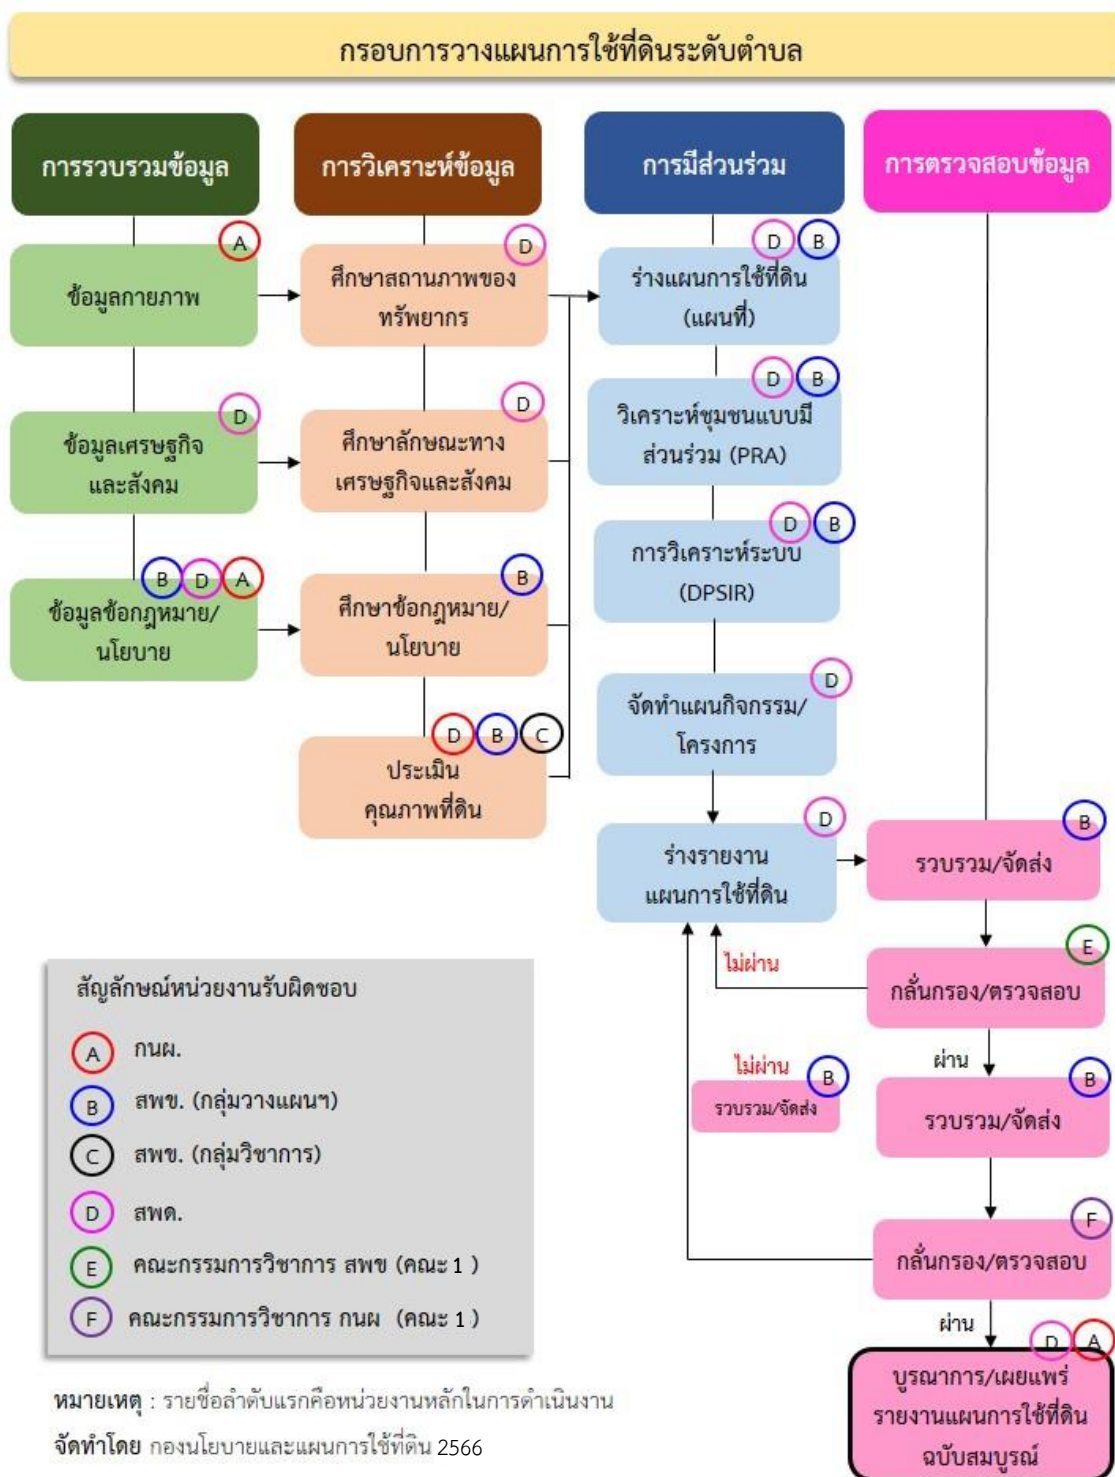 กรอบการวางแผนการใช้ที่ดินระดับตำบล
การรวบรวมข้อมูล
A
ข้อมูลกายภาพ
D
ข้อมูลเศรษฐกิจ
และสังคม
B D A
ข้อมูลข้อกฎหมาย/
นโยบาย
การวิเคราะห์ข้อมูล
D
ศึกษาสถานภาพของ
ทรัพยากร
D
ศึกษาลักษณะทาง
เศรษฐกิจและสังคม
B
ศึกษาข้อกฎหมาย/
นโยบาย
D B C
ประเมิน
คุณภาพที่ดิน
การมีส่วนร่วม
D B
ร่างแผนการใช้ที่ดิน
(แผนที่)
D B
วิเคราะห์ชุมชนแบบมี
ส่วนร่วม (PRA)
D B
การวิเคราะห์ระบบ
(DPSIR)
D
จัดทำแผนกิจกรรม/
โครงการ
D
ร่างรายงาน
แผนการใช้ที่ดิน
การตรวจสอบข้อมูล
B
รวบรวม/จัดส่ง
E
กลั่นกรอง/ตรวจสอบ
ไม่ผ่าน
ผ่าน
B
รวบรวม/จัดส่ง
ไม่ผ่าน
B
รวบรวม/จัดส่ง
F
กลั่นกรอง/ตรวจสอบ
ผ่าน
D A
บูรณาการ/เผยแพร่
รายงานแผนการใช้ที่ดิน
ฉบับสมบูรณ์
สัญลักษณ์หน่วยงานรับผิดชอบ
A กนผ.
B สพข. (กลุ่มวางแผนฯ)
C สพข. (กลุ่มวิชาการ)
D สพด.
E คณะกรรมการวิชาการ สพข (คณะ 1 )
F คณะกรรมการวิชาการ กนผ (คณะ 1 )
หมายเหตุ : รายชื่อลำดับแรกคือหน่วยงานหลักในการดำเนินงาน
จัดทำโดย กองนโยบายและแผนการใช้ที่ดิน 2566